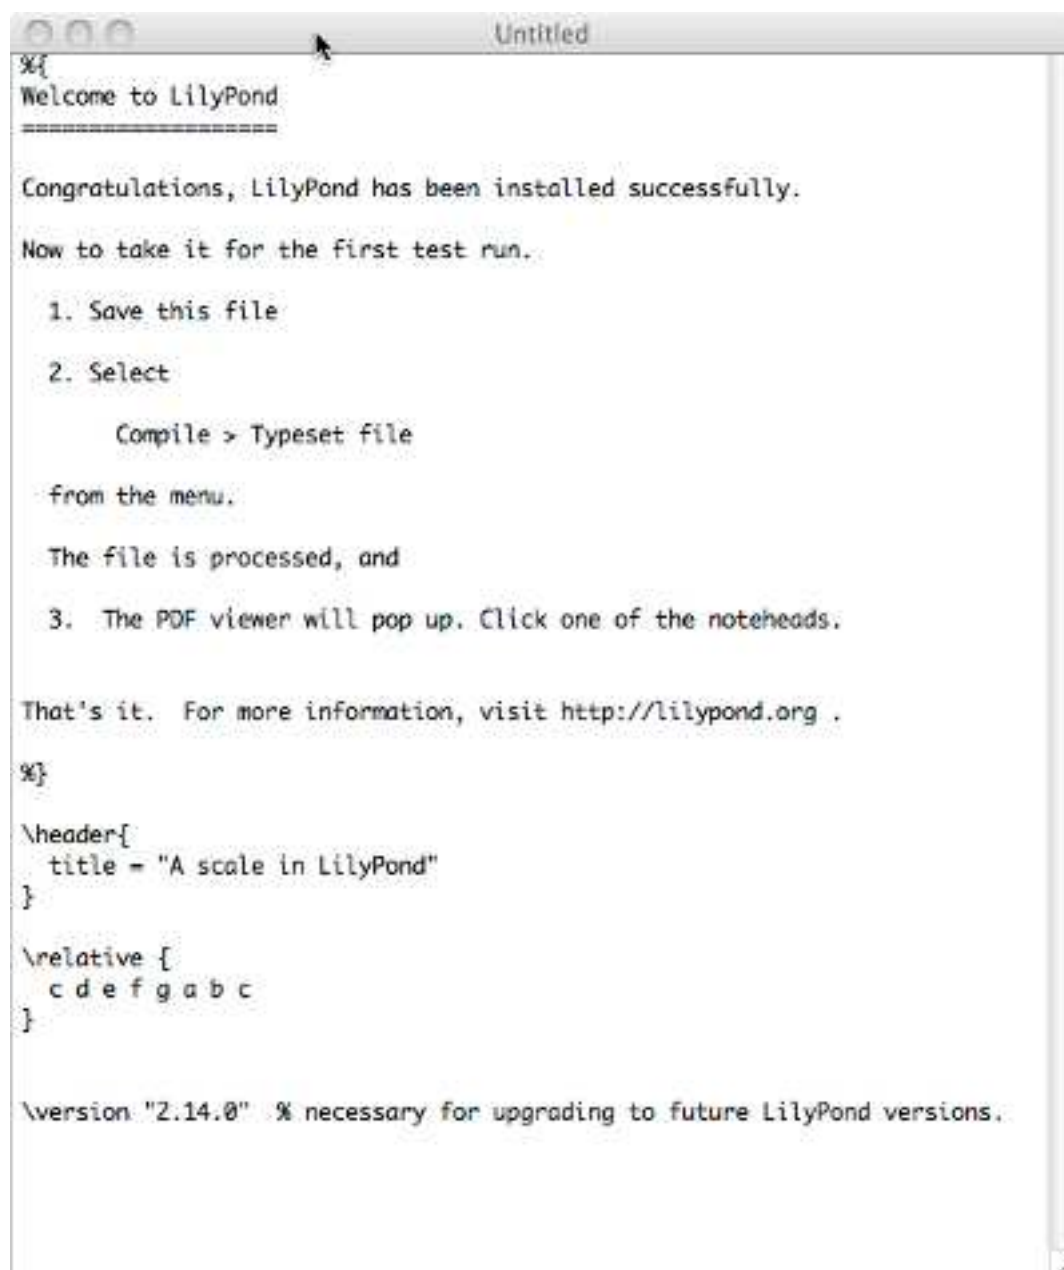 Untitled
%{
Welcome to LilyPond
===================
Congratulations, LilyPond has been installed successfully.
Now to take it for the first test run.
1. Save this file
2. Select
Compile > Typeset file
from the menu.
The file is processed, and
3.  The PDF viewer will pop up. Click one of the noteheads.
That's it.  For more information, visit http://lilypond.org .
%}
\header{
title = "A scale in LilyPond"
}
\relative {
c d e f g a b c
}
\version "2.14.0"  % necessary for upgrading to future LilyPond versions.